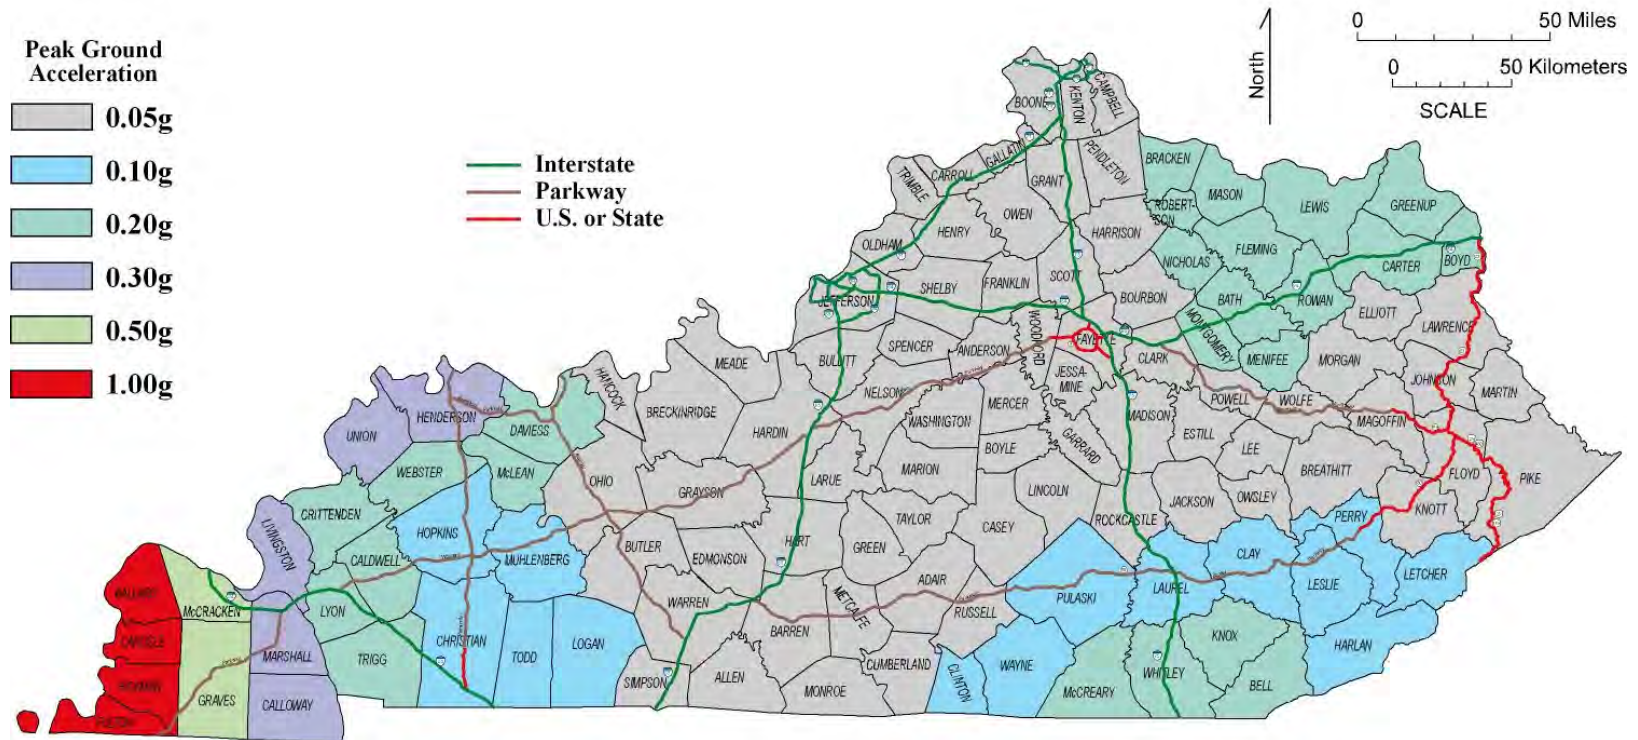 Peak Ground
Acceleration
0.05g
0.10g
0.20g
0.30g
0.50g
1.00g
Interstate
Parkway
U.S. or State
North
0 50 Miles
0 50 Kilometers
SCALE
BOONE
KENTON
CAMPBELL
GALLATIN
PENDLETON
BRACKEN
CARROLL
TRIMBLE
GRANT
MASON
ROBERT-
SON
LEWIS
GREENUP
OWEN
HENRY
HARRISON
OLDHAM
FLEMING
NICHOLAS
CARTER
BOYD
SCOTT
FRANKLIN
SHELBY
JEFFERSON
BOURBON
BATH
ROWAN
ELLIOTT
LAWRENCE
WOODFORD
FAYETTE
MONTGOMERY
SPENCER
ANDERSON
BULLITT
MEADE
CLARK
MENIFEE
MORGAN
JESSA-
MINE
HANCOCK
NELSON
MERCER
JOHNSON
MARTIN
POWELL
WOLFE
MAGOFFIN
BRECKINRIDGE
HENDERSON
UNION
DAVIESS
HARDIN
WASHINGTON
MADISON
ESTILL
LEE
BOYLE
GARRARD
WEBSTER
McLEAN
OHIO
GRAYSON
LARUE
MARION
LINCOLN
JACKSON
OWSLEY
BREATHITT
FLOYD
PIKE
KNOTT
PERRY
CRITTENDEN
LIVINGSTON
HOPKINS
MUHLENBERG
BUTLER
EDMONSON
HART
GREEN
TAYLOR
CASEY
ROCKCASTLE
CALDWELL
CLAY
LAUREL
LESLIE
LETCHER
BALLARD
McCRACKEN
LYON
WARREN
BARREN
METCALFE
ADAIR
RUSSELL
PULASKI
CARLISLE
MARSHALL
TRIGG
CHRISTIAN
TODD
LOGAN
KNOX
HARLAN
HICKMAN
GRAVES
CALLOWAY
SIMPSON
ALLEN
MONROE
CUMBERLAND
CLINTON
WAYNE
McCREARY
WHITLEY
BELL
FULTON